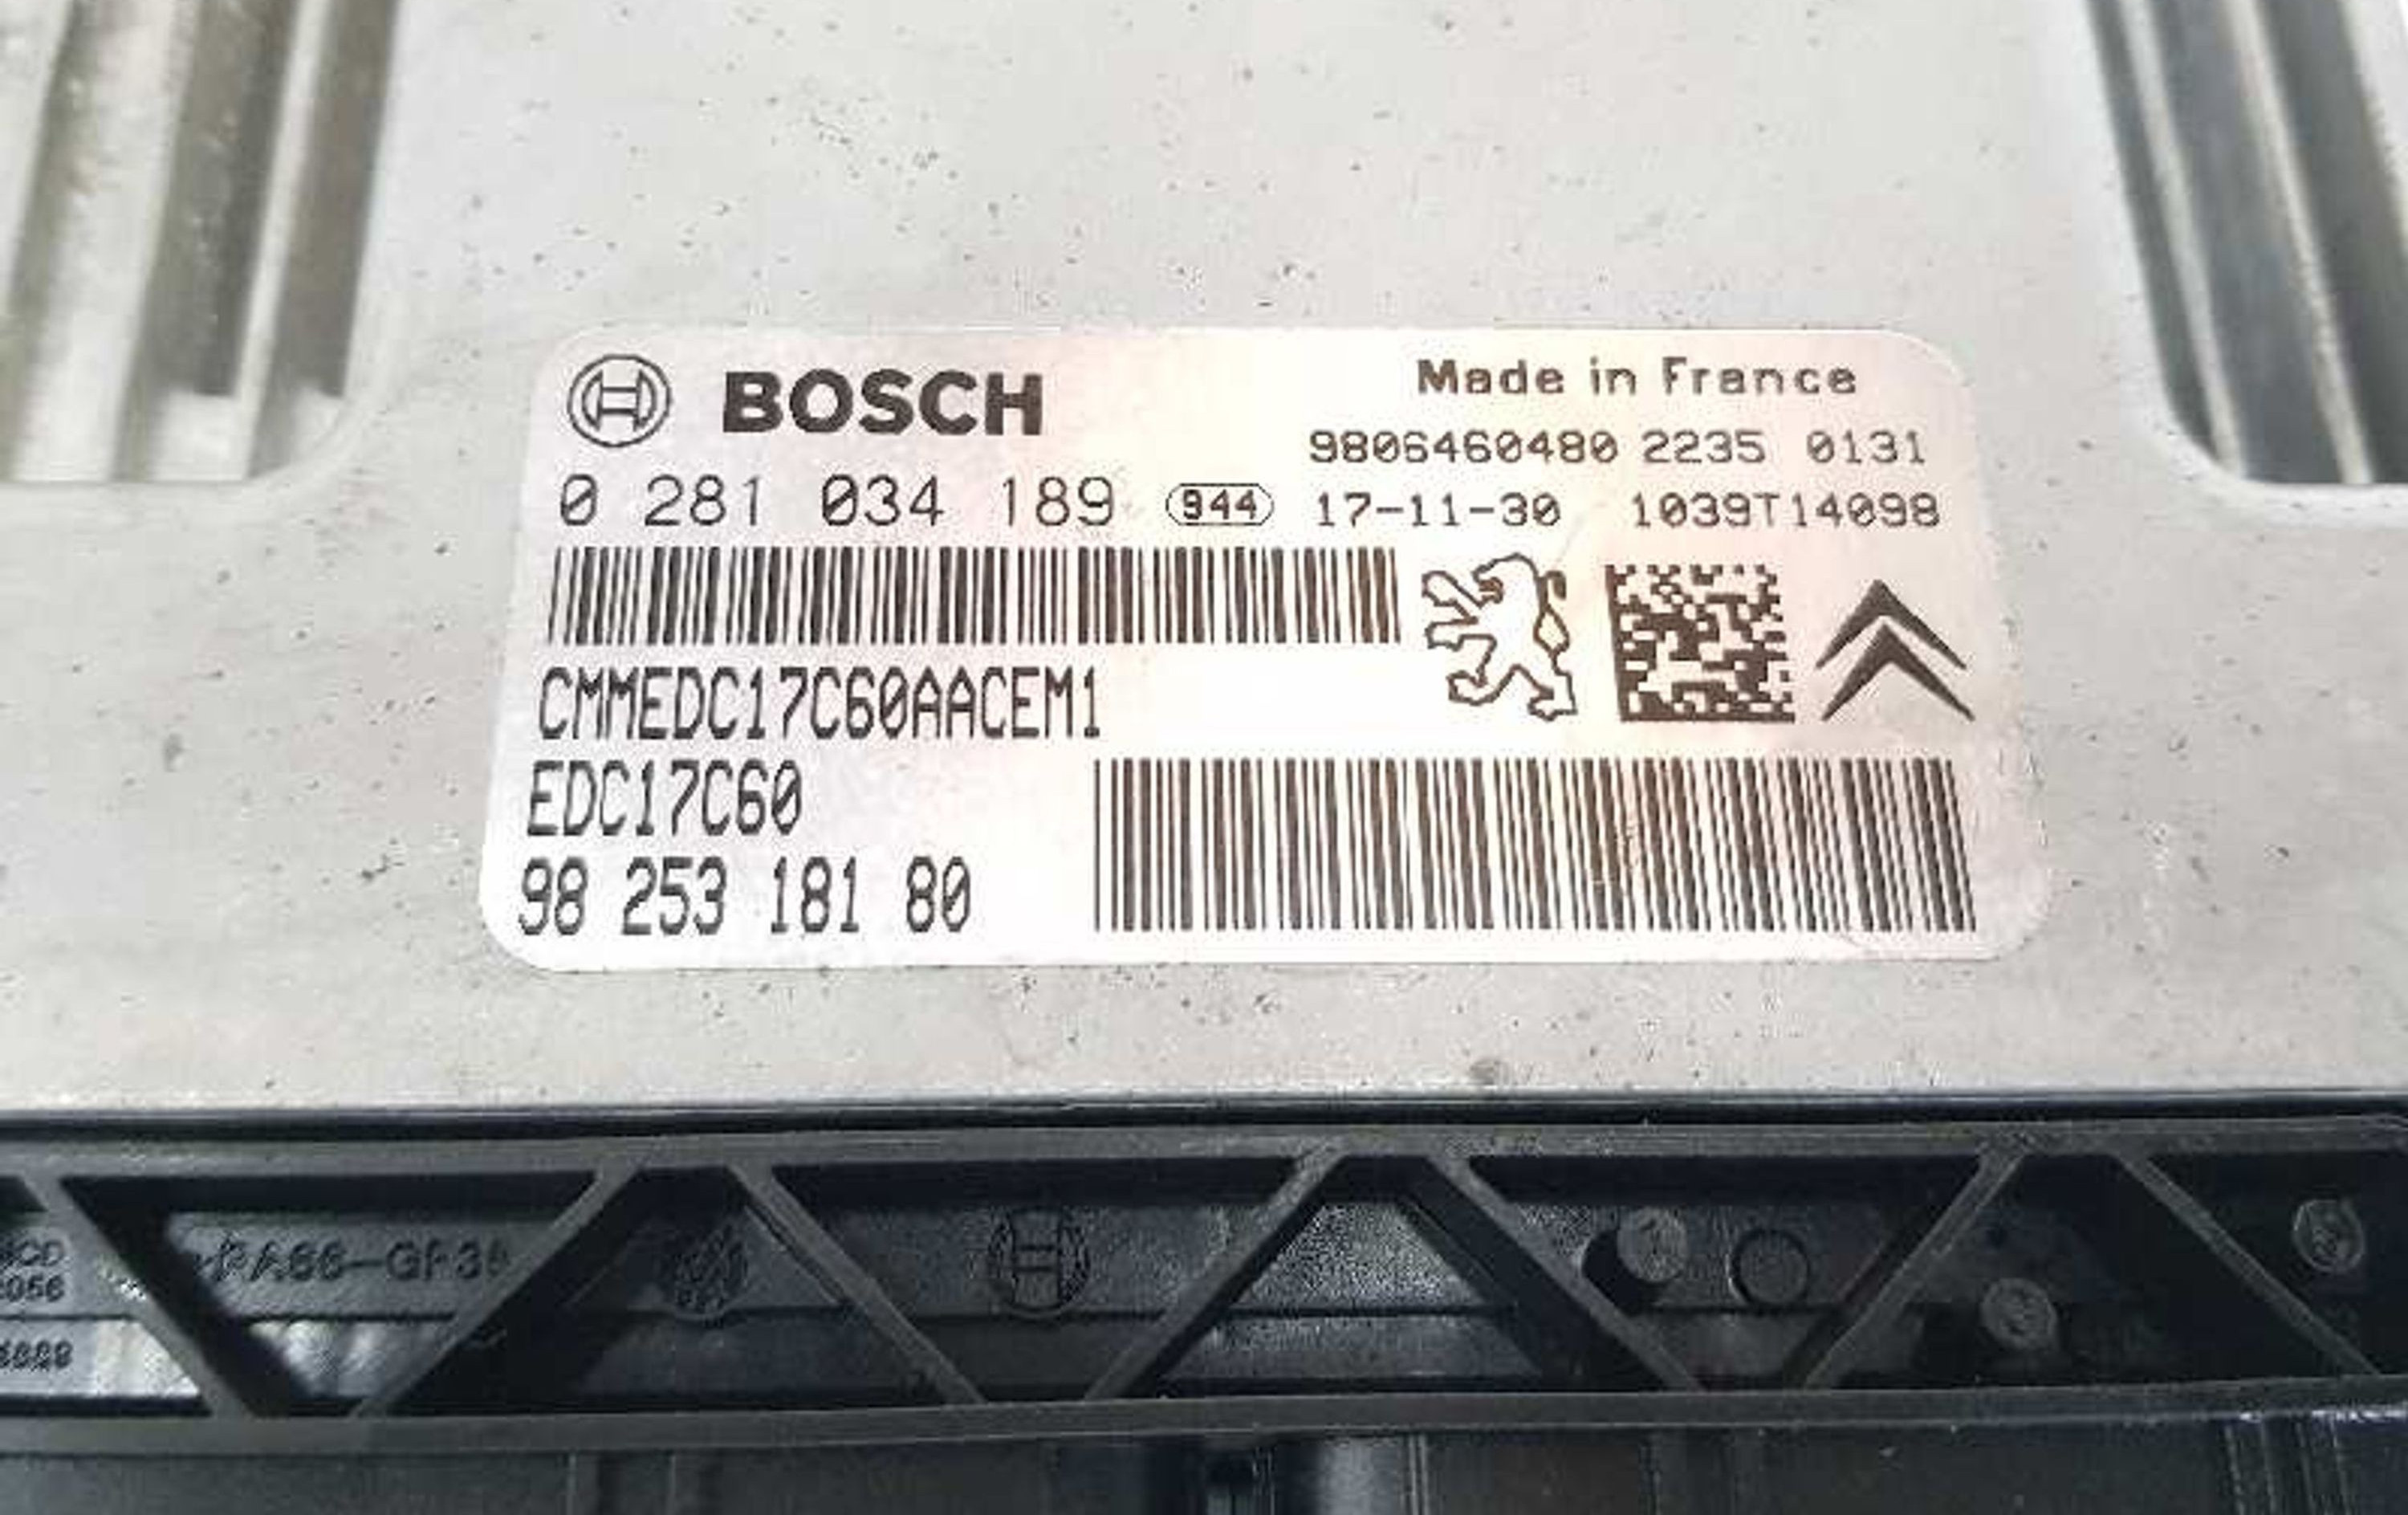 BOSCH
Made in France
9806460480 2235 0131
0 281 034 189 944 17-11-30 1039T14098
CMMEDC17C60AACEM1
EDC17C60
98 253 181 80